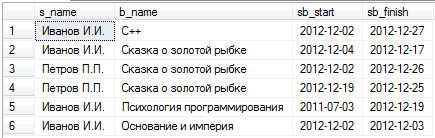 s_name b_name sb_start sb_finish
1 Иванов И.И. C++ 2012-12-02 2012-12-27
2 Иванов И.И. Сказка о золотой рыбке 2012-12-04 2012-12-17
3 Петров П.П. Сказка о золотой рыбке 2012-12-02 2012-12-26
4 Петров П.П. Сказка о золотой рыбке 2012-12-19 2012-12-25
5 Иванов И.И. Психология программирования 2011-07-03 2012-12-19
6 Иванов И.И. Основание и империя 2012-12-02 2012-12-03